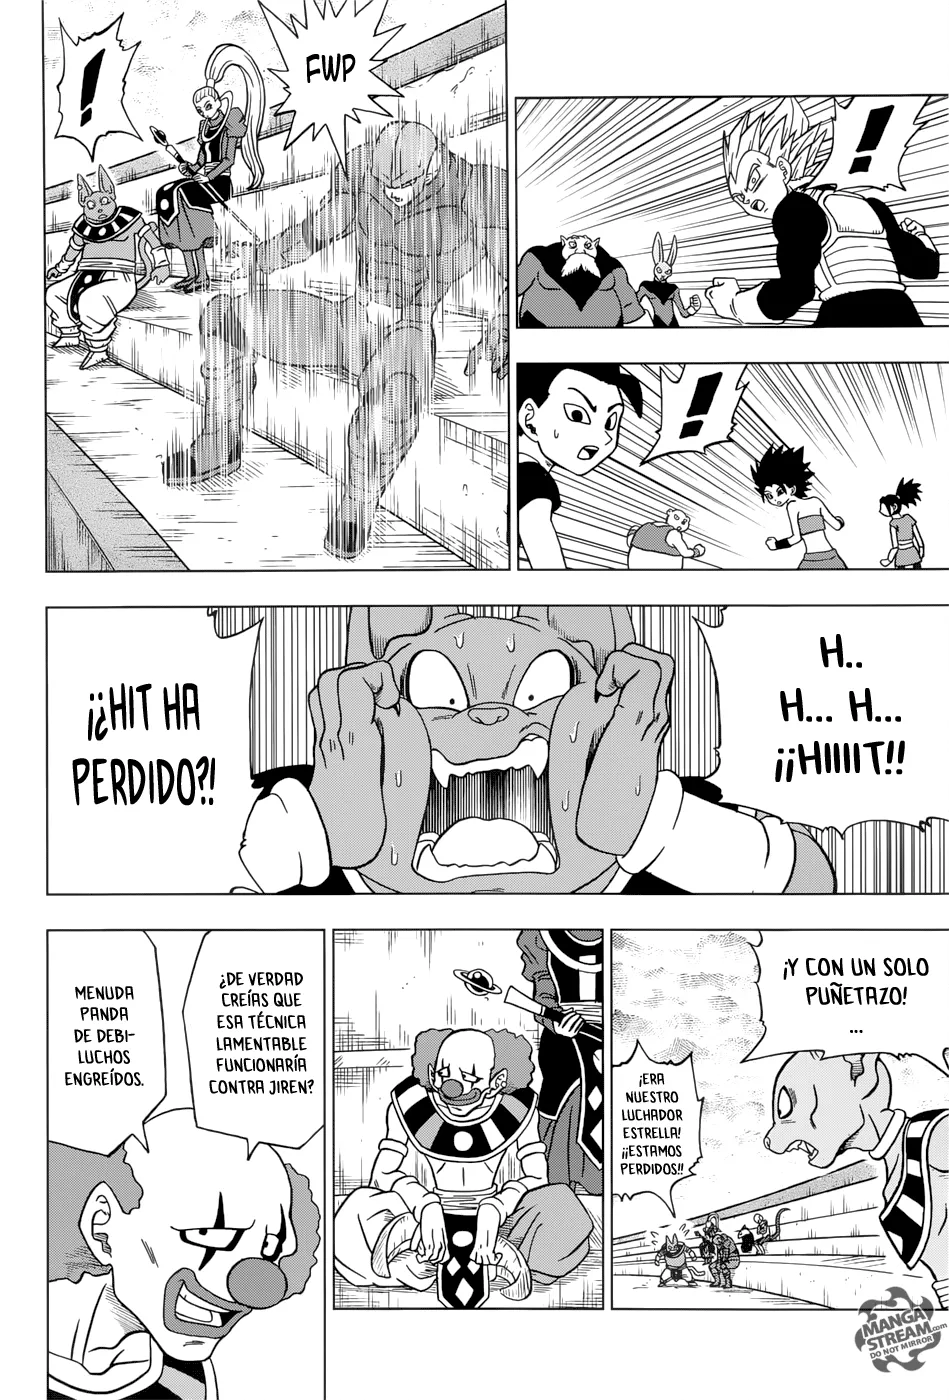 !
!
FWP
!
H..
H... H...
¡¡HIIIIT!!
¡¿HIT HA
PERDIDO?!
¡Y CON UN SOLO
PUÑETAZO!
...
¡ERA
NUESTRO
LUCHADOR
ESTRELLA!
¡¡ESTAMOS
PERDIDOS!!
¿DE VERDAD
CREÍAS QUE
ESA TÉCNICA
LAMENTABLE
FUNCIONARÍA
CONTRA JIREN?
MENUDA
PANDA
DE DEBI-
LUCHOS
ENGREÍDOS.
MANGA
STREAM.com
DO NOT MIRROR